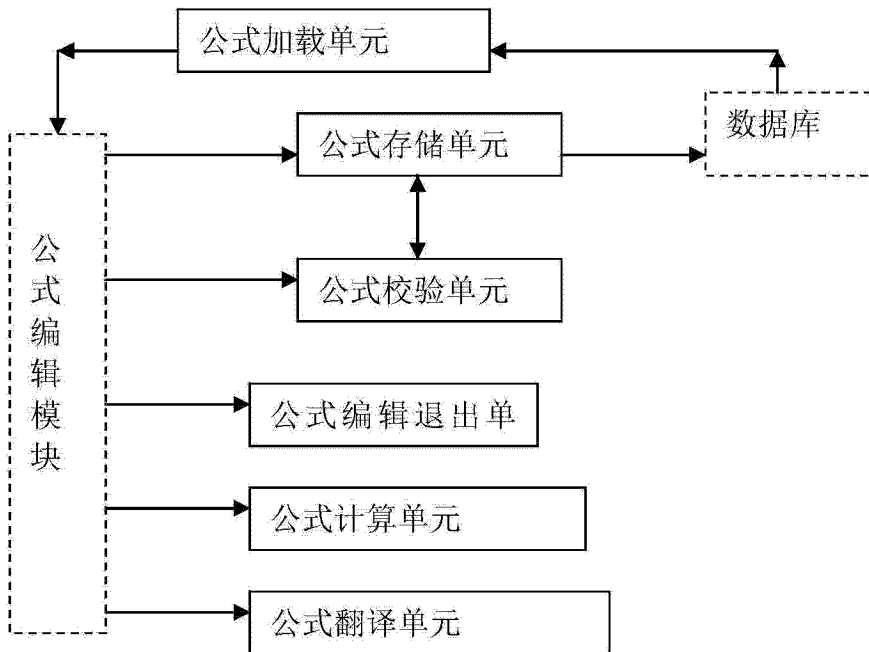 公式加载单元
数据库
公式存储单元
公式编辑模块
公式校验单元
公式编辑退出单
公式计算单元
公式翻译单元